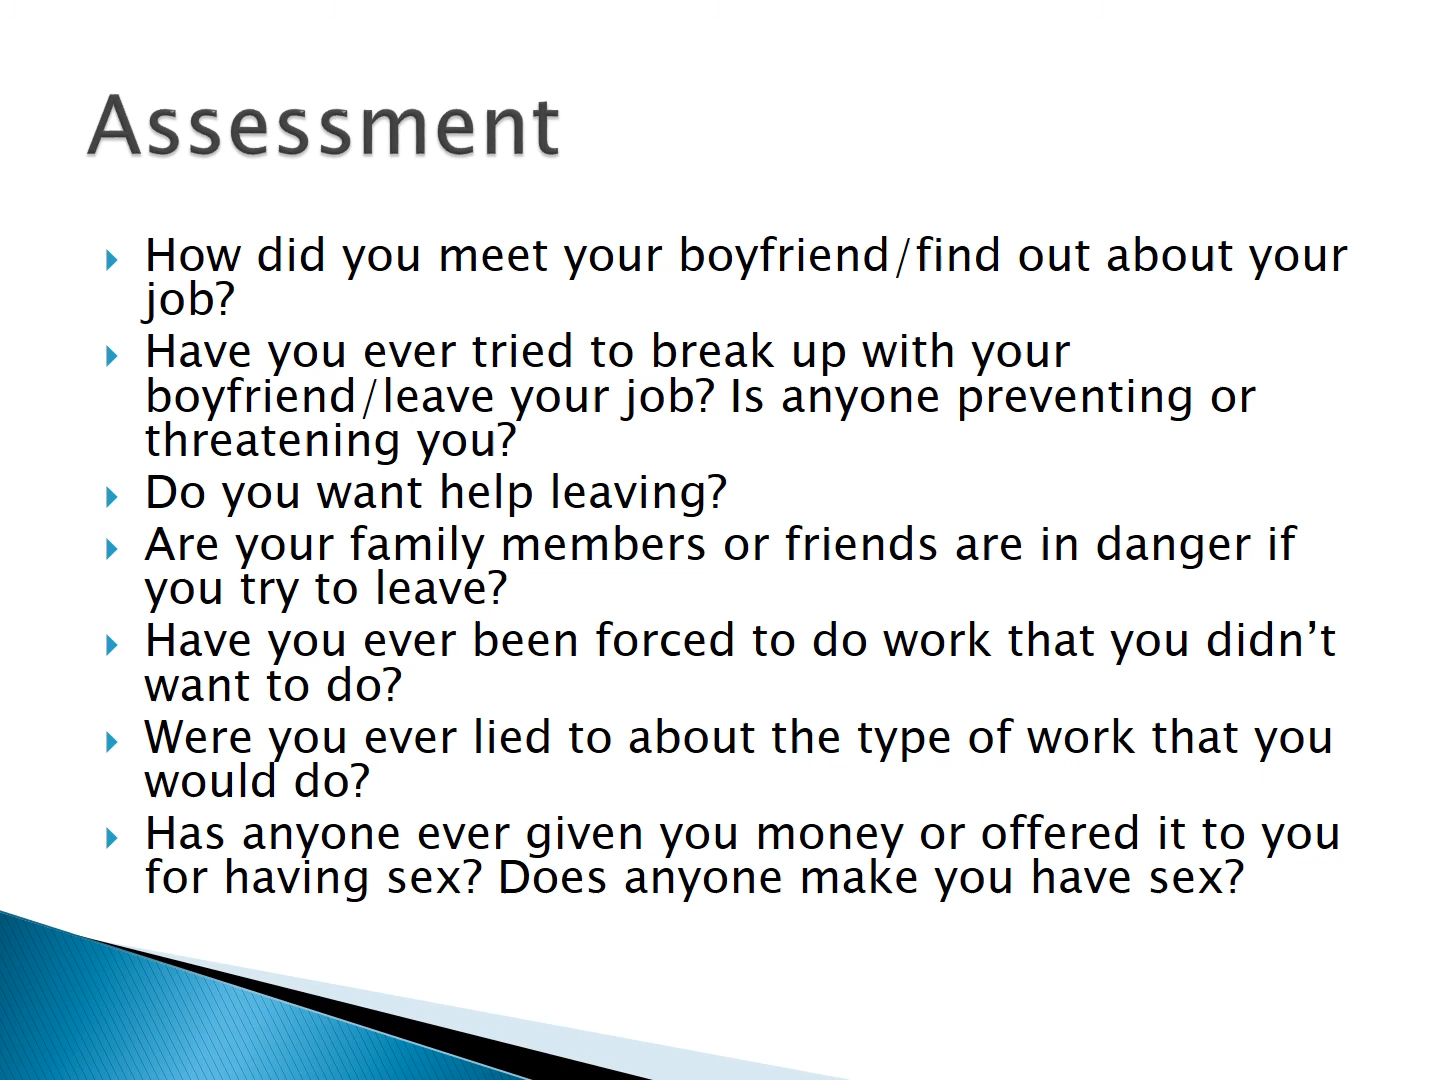 Assessment
How did you meet your boyfriend/find out about your
job?
Have you ever tried to break up with your
boyfriend/leave your job? Is anyone preventing or
threatening you?
Do you want help leaving?
Are your family members or friends are in danger if
you try to leave?
Have you ever been forced to do work that you didn’t
want to do?
Were you ever lied to about the type of work that you
would do?
Has anyone ever given you money or offered it to you
for having sex? Does anyone make you have sex?